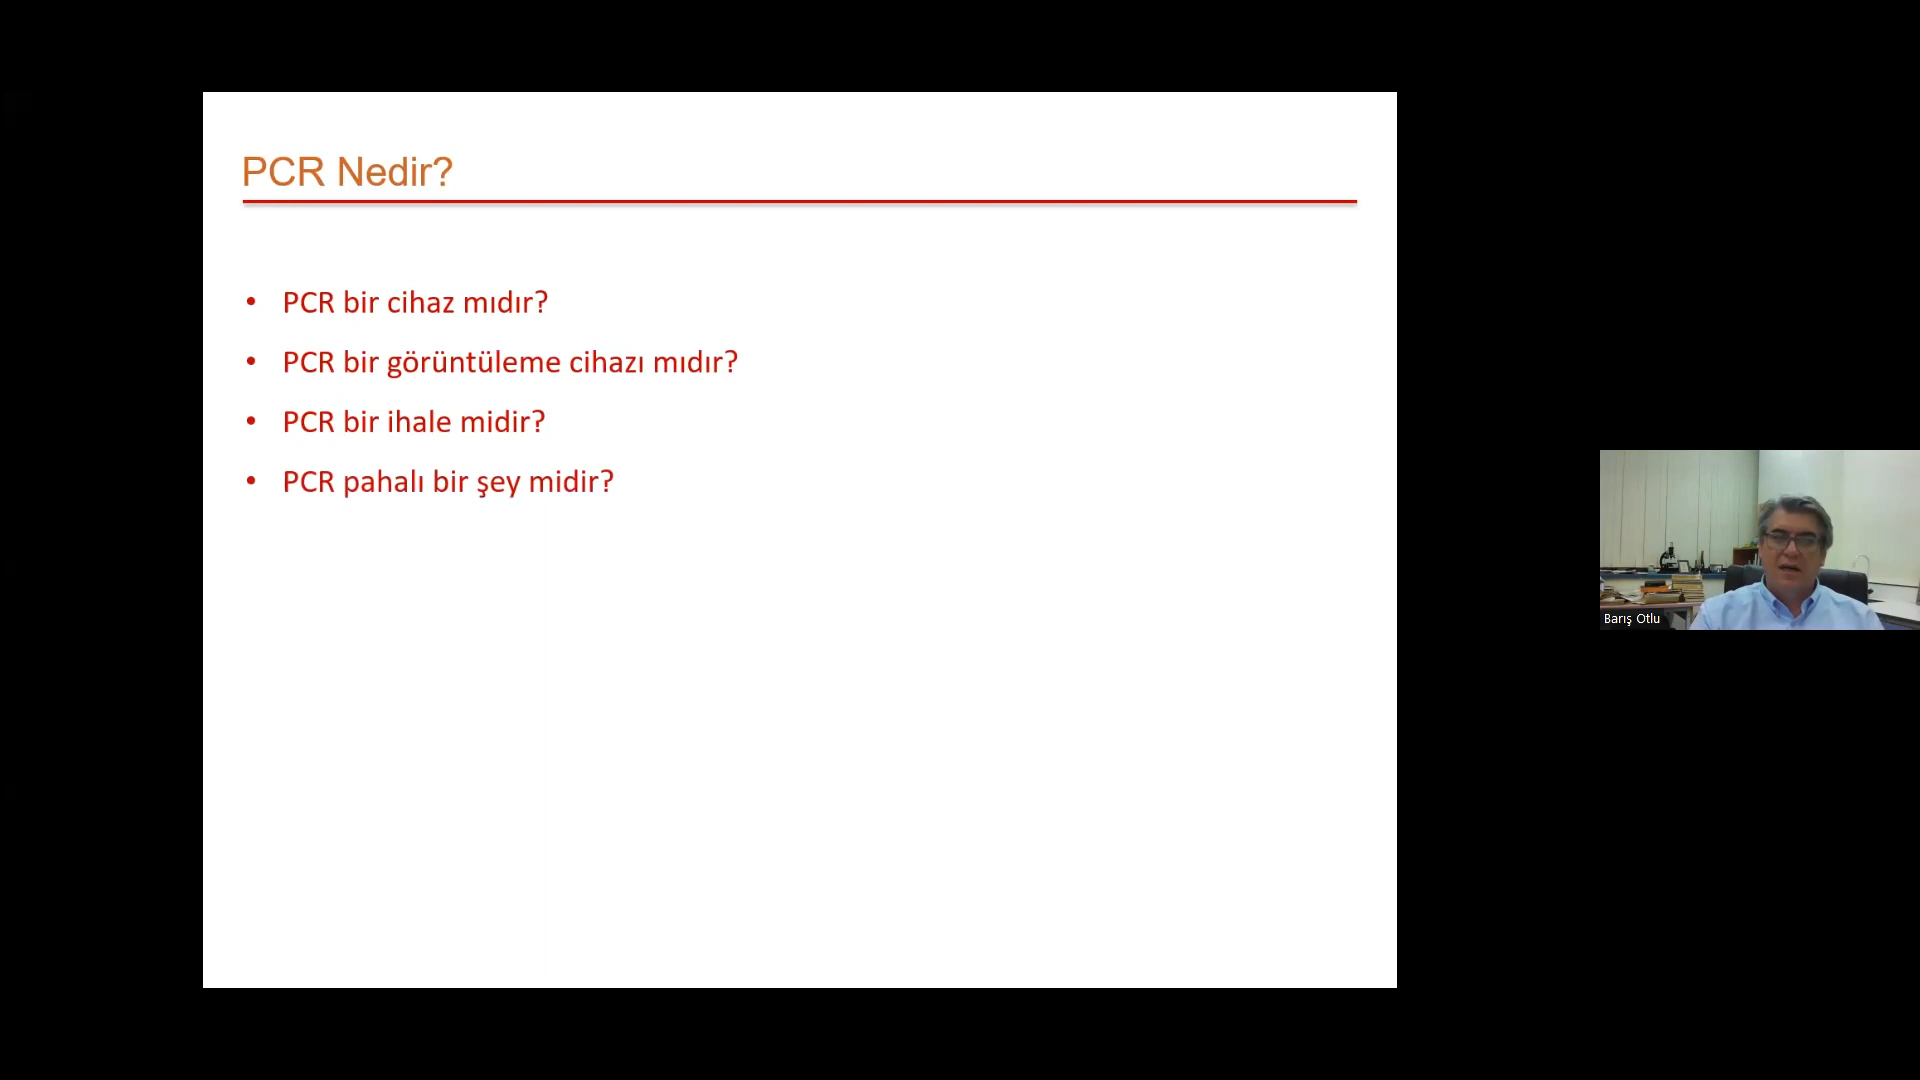 PCR Nedir?
• PCR bir cihaz mıdır?
• PCR bir görüntüleme cihazı mıdır?
• PCR bir ihale midir?
• PCR pahalı bir şey midir?
Barış Otlu